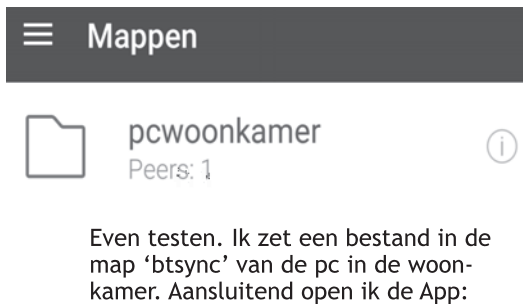 Mappen
pcwoonkamer
Peers: 1
Even testen. Ik zet een bestand in de
map ‘btsync’ van de pc in de woon-
kamer. Aansluitend open ik de App: